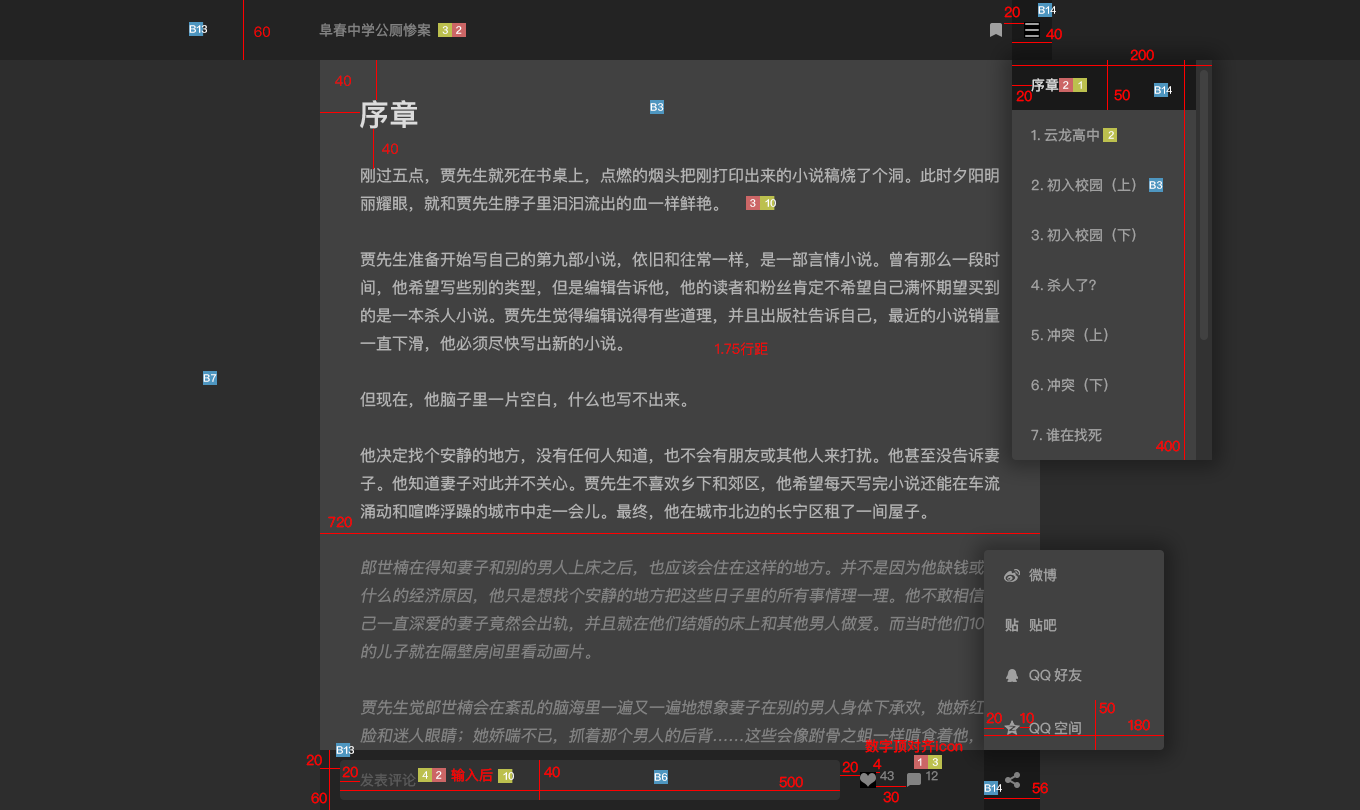 B13
60
阜春中学公厕惨案 3 2
20
B14
40
200
40
序章
B3
40
序章 2 1
20
50
B14
1. 云龙高中 2
2. 初入校园（上） B3
3. 初入校园（下）
4. 杀人了?
5. 冲突（上）
6. 冲突（下）
7. 谁在找死
400
刚过五点，贾先生就死在书桌上，点燃的烟头把刚打印出来的小说稿烧了个洞。此时夕阳明
丽耀眼，就和贾先生脖子里汩汩流出的血一样鲜艳。 3 10
贾先生准备开始写自己的第九部小说，依旧和往常一样，是一部言情小说。曾有那么一段时
间，他希望写些别的类型，但是编辑告诉他，他的读者和粉丝肯定不希望自己满怀期望买到
的是一本杀人小说。贾先生觉得编辑说得有些道理，并且出版社告诉自己，最近的小说销量
一直下滑，他必须尽快写出新的小说。
1.75行距
B7
但现在，他脑子里一片空白，什么也写不出来。
他决定找个安静的地方，没有任何人知道，也不会有朋友或其他人来打扰。他甚至没告诉妻
子。他知道妻子对此并不关心。贾先生不喜欢乡下和郊区，他希望每天写完小说还能在车流
涌动和喧哗浮躁的城市中走一会儿。最终，他在城市北边的长宁区租了一间屋子。
720
郎世楠在得知妻子和别的男人上床之后，也应该会住在这样的地方。并不是因为他缺钱或
什么的经济原因，他只是想找个安静的地方把这些日子里的所有事情理一理。他不敢相信
己一直深爱的妻子竟然会出轨，并且就在他们结婚的床上和其他男人做爱。而当时他们10
的儿子就在隔壁房间里看动画片。
贾先生觉郎世楠会在紊乱的脑海里一遍又一遍地想象妻子在别的男人身体下承欢，她娇红
脸和迷人眼睛；她娇喘不已，抓着那个男人的后背……这些会像跗骨之蛆一样啃食着他，
微博
贴 贴吧
QQ 好友
QQ 空间
20
10
50
180
数字顶对齐icon
B13
20
20
发表评论 4 2 输入后 10
40
B6
500
60
20
4
43
30
1 3
12
B14
56